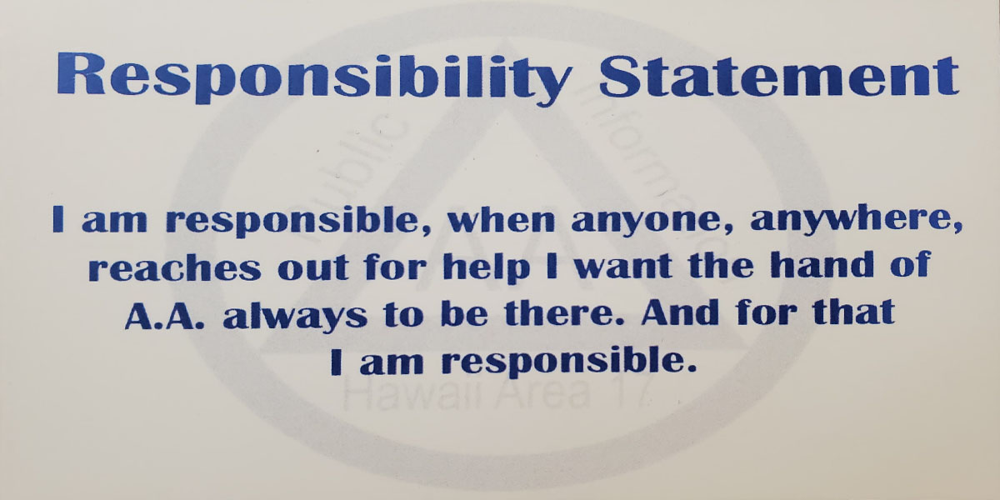 Responsibility Statement
Public Information
I am responsible, when anyone, anywhere,
reaches out for help I want the hand of
A.A. always to be there. And for that
I am responsible.
AA
Hawaii Area 17